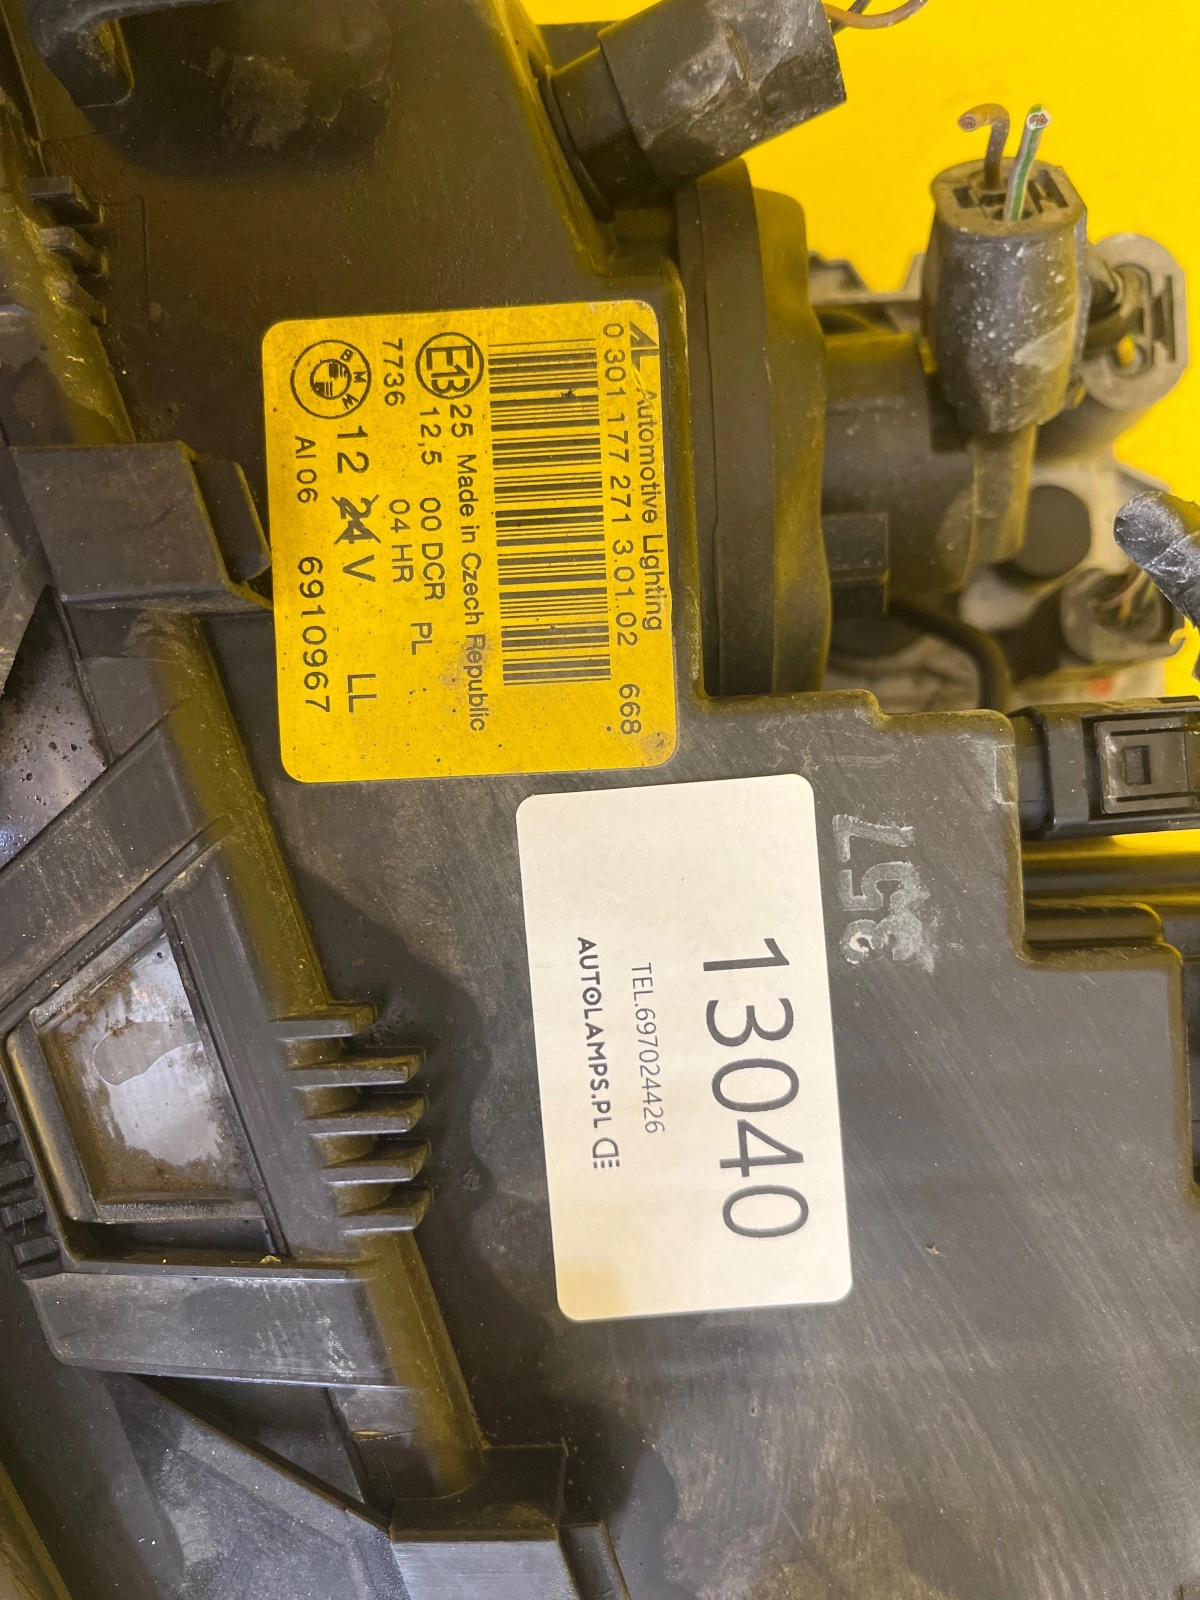 AL Automotive Lighting
0 301 177 271 3.01.02 668
25 Made in Czech Republic
E13 12,5 00 DCR PL
7736 04 HR
BMW 12 24 V LL
AI 06 6910967
13040
TEL.697024426
AUTOLAMPS.PL
357